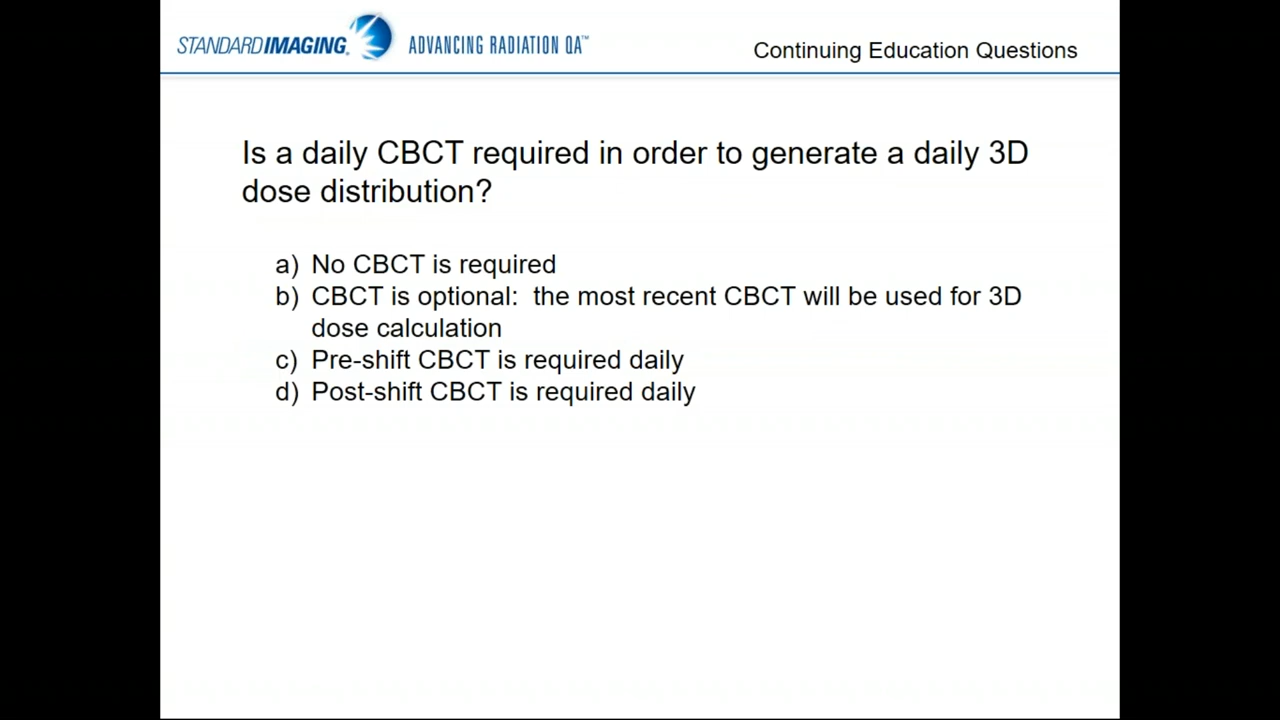 STANDARD IMAGING. ADVANCING RADIATION QA™
Continuing Education Questions
Is a daily CBCT required in order to generate a daily 3D
dose distribution?
a) No CBCT is required
b) CBCT is optional: the most recent CBCT will be used for 3D
dose calculation
c) Pre-shift CBCT is required daily
d) Post-shift CBCT is required daily